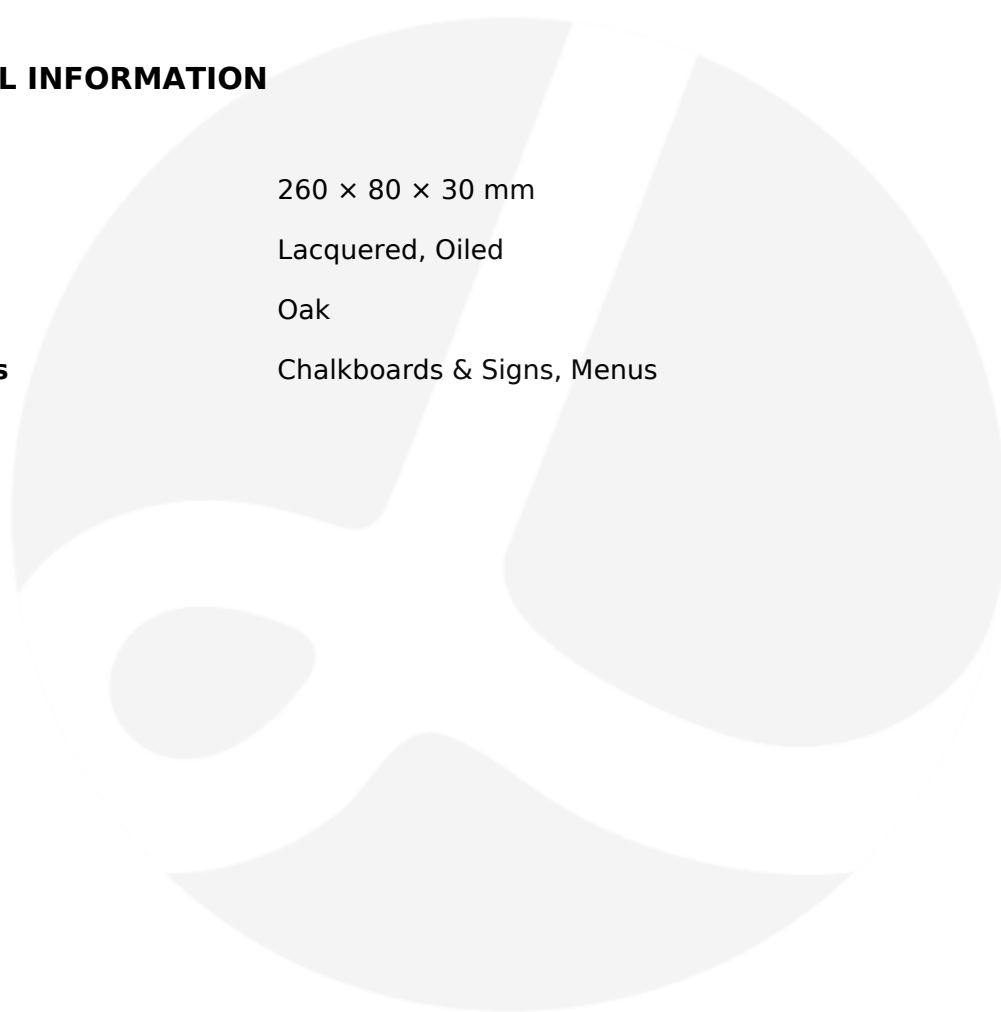 L INFORMATION
260 × 80 × 30 mm
Lacquered, Oiled
Oak
s Chalkboards & Signs, Menus